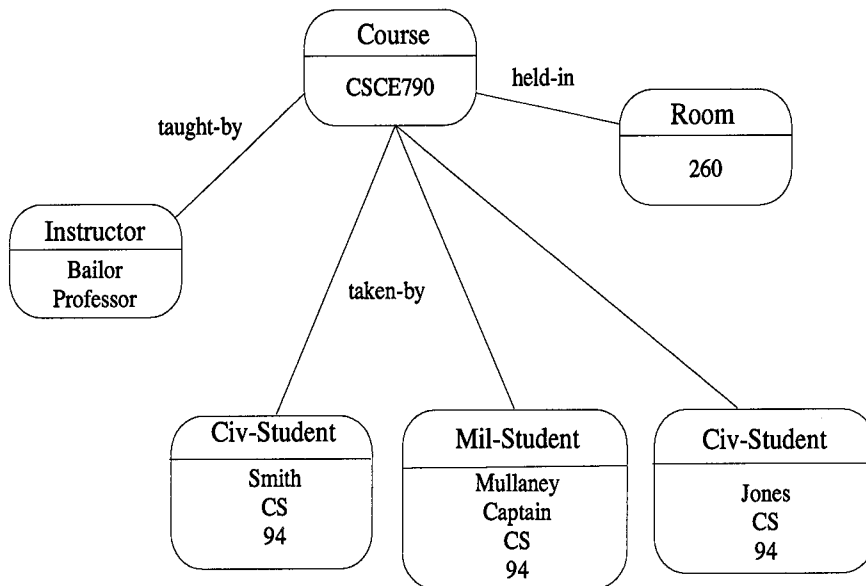 Course
CSCE790
held-in
Room
260
taught-by
Instructor
Bailor
Professor
taken-by
Civ-Student
Smith
CS
94
Mil-Student
Mullaney
Captain
CS
94
Civ-Student
Jones
CS
94